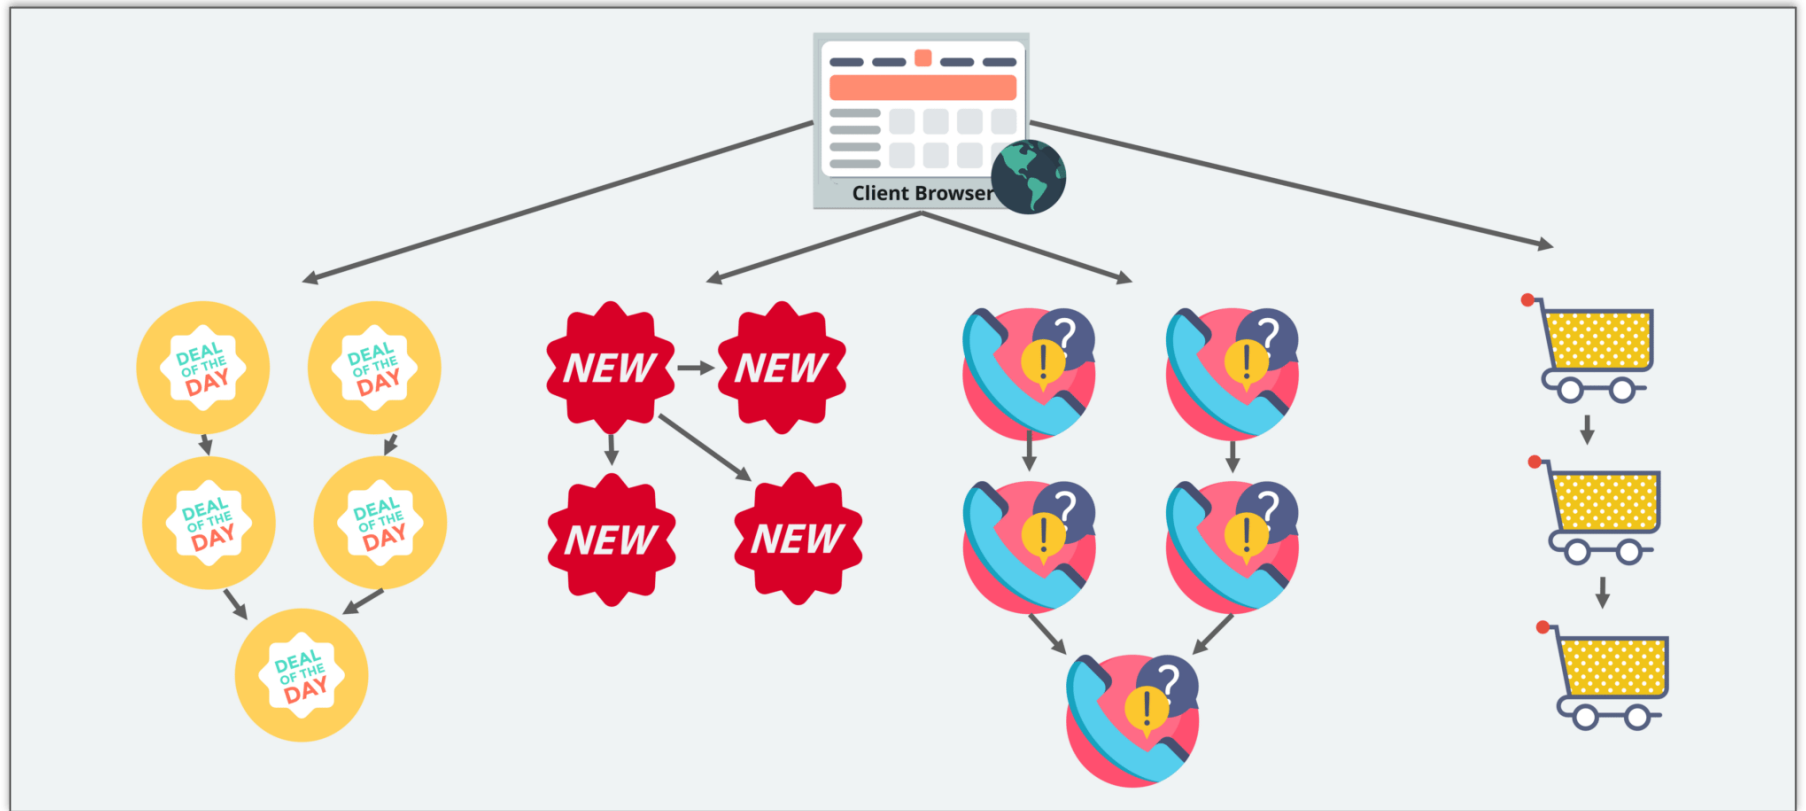 Client Browser
DEAL
OF THE
DAY
DEAL
OF THE
DAY
NEW
NEW
?
!
?
!
DEAL
OF THE
DAY
DEAL
OF THE
DAY
NEW
NEW
?
!
?
!
DEAL
OF THE
DAY
?
!